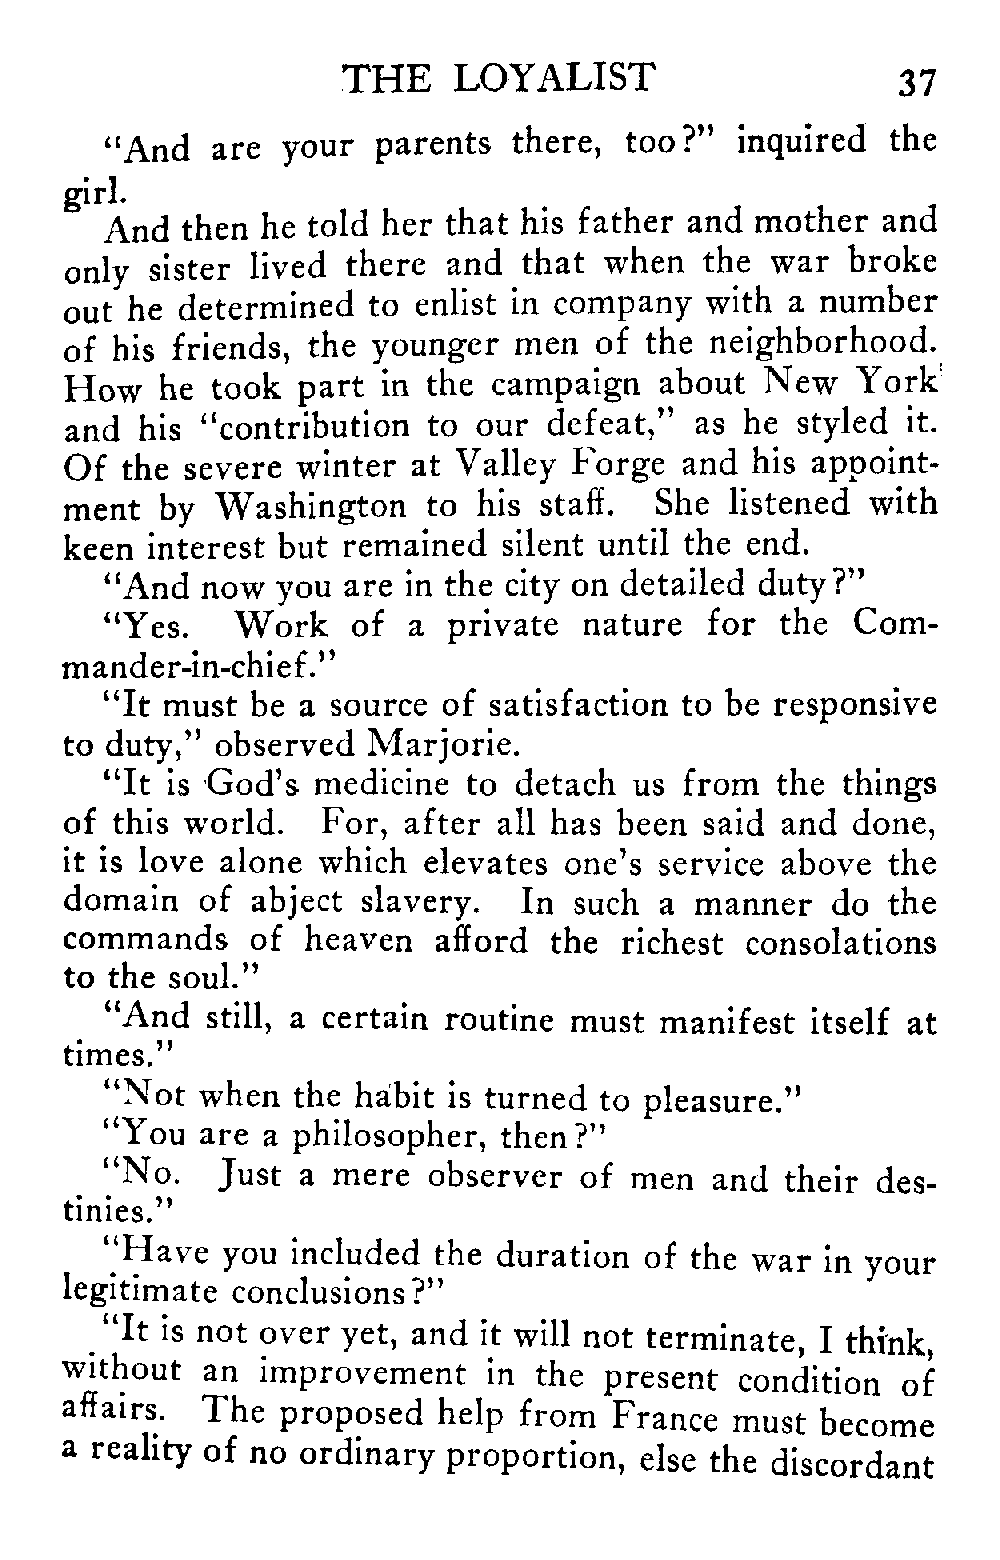 THE LOYALIST 37
"And are your parents there, too?" inquired the
girl.
And then he told her that his father and mother and
only sister lived there and that when the war broke
out he determined to enlist in company with a number
of his friends, the younger men of the neighborhood.
How he took part in the campaign about New York
and his "contribution to our defeat," as he styled it.
Of the severe winter at Valley Forge and his appoint-
ment by Washington to his staff. She listened with
keen interest but remained silent until the end.
"And now you are in the city on detailed duty?"
"Yes. Work of a private nature for the Com-
mander-in-chief."
"It must be a source of satisfaction to be responsive
to duty," observed Marjorie.
"It is God's medicine to detach us from the things
of this world. For, after all has been said and done,
it is love alone which elevates one's service above the
domain of abject slavery. In such a manner do the
commands of heaven afford the richest consolations
to the soul."
"And still, a certain routine must manifest itself at
times."
"Not when the habit is turned to pleasure."
"You are a philosopher, then?"
"No. Just a mere observer of men and their des-
tinies."
"Have you included the duration of the war in your
legitimate conclusions?"
"It is not over yet, and it will not terminate, I think,
without an improvement in the present condition of
affairs. The proposed help from France must become
a reality of no ordinary proportion, else the discordant